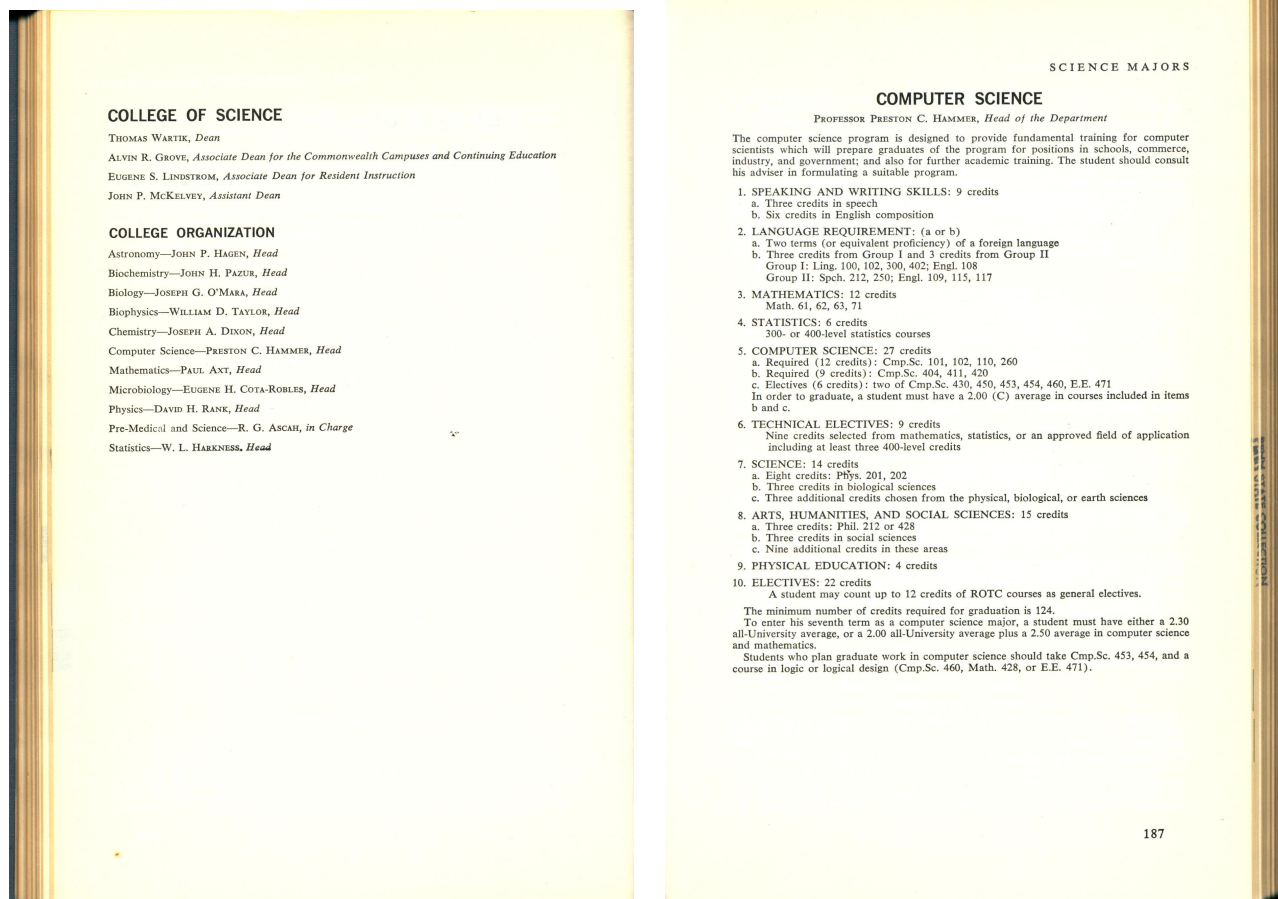 COLLEGE OF SCIENCE
THOMAS WARTIK, Dean
ALVIN R. GROVE, Associate Dean for the Commonwealth Campuses and Continuing Education
EUGENE S. LINDSTROM, Associate Dean for Resident Instruction
JOHN P. MCKELVEY, Assistant Dean
COLLEGE ORGANIZATION
Astronomy—JOHN P. HAGEN, Head
Biochemistry—JOHN H. PAZUR, Head
Biology—JOSEPH G. O'MARA, Head
Biophysics—WILLIAM D. TAYLOR, Head
Chemistry—JOSEPH A. DIXON, Head
Computer Science—PRESTON C. HAMMER, Head
Mathematics—PAUL AXT, Head
Microbiology—EUGENE H. COTA-ROBLES, Head
Physics—DAVID H. RANK, Head
Pre-Medical and Science—R. G. ASCAH, in Charge
Statistics—W. L. HARKNESS, Head
SCIENCE MAJORS
COMPUTER SCIENCE
PROFESSOR PRESTON C. HAMMER, Head of the Department
The computer science program is designed to provide fundamental training for computer
scientists which will prepare graduates of the program for positions in schools, commerce,
industry, and government; and also for further academic training. The student should consult
his adviser in formulating a suitable program.
1. SPEAKING AND WRITING SKILLS: 9 credits
a. Three credits in speech
b. Six credits in English composition
2. LANGUAGE REQUIREMENT: (a or b)
a. Two terms (or equivalent proficiency) of a foreign language
b. Three credits from Group I and 3 credits from Group II
Group I: Ling. 100, 102, 300, 402; Engl. 108
Group II: Spch. 212, 250; Engl. 109, 115, 117
3. MATHEMATICS: 12 credits
Math. 61, 62, 63, 71
4. STATISTICS: 6 credits
300- or 400-level statistics courses
5. COMPUTER SCIENCE: 27 credits
a. Required (12 credits): Cmp.Sc. 101, 102, 110, 260
b. Required (9 credits): Cmp.Sc. 404, 411, 420
c. Electives (6 credits): two of Cmp.Sc. 430, 450, 453, 454, 460, E.E. 471
In order to graduate, a student must have a 2.00 (C) average in courses included in items
b and c.
6. TECHNICAL ELECTIVES: 9 credits
Nine credits selected from mathematics, statistics, or an approved field of application
including at least three 400-level credits
7. SCIENCE: 14 credits
a. Eight credits: Phys. 201, 202
b. Three credits in biological sciences
c. Three additional credits chosen from the physical, biological, or earth sciences
8. ARTS, HUMANITIES, AND SOCIAL SCIENCES: 15 credits
a. Three credits: Phil. 212 or 428
b. Three credits in social sciences
c. Nine additional credits in these areas
9. PHYSICAL EDUCATION: 4 credits
10. ELECTIVES: 22 credits
A student may count up to 12 credits of ROTC courses as general electives.
The minimum number of credits required for graduation is 124.
To enter his seventh term as a computer science major, a student must have either a 2.30
all-University average, or a 2.00 all-University average plus a 2.50 average in computer science
and mathematics.
Students who plan graduate work in computer science should take Cmp.Sc. 453, 454, and a
course in logic or logical design (Cmp.Sc. 460, Math. 428, or E.E. 471).
187
STATE COLLECTION